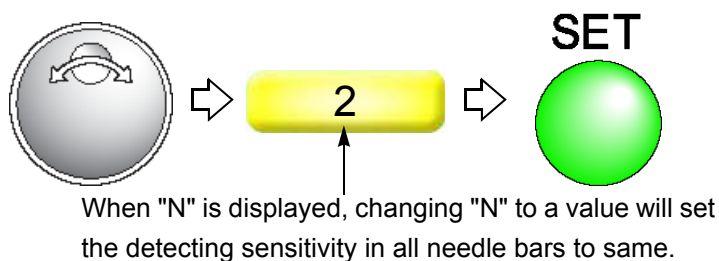 SET
2
When "N" is displayed, changing "N" to a value will set
the detecting sensitivity in all needle bars to same.